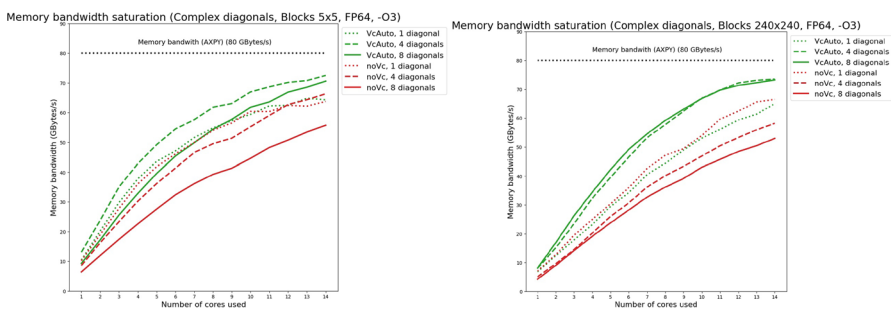 Memory bandwidth saturation (Complex diagonals, Blocks 5x5, FP64, -O3)
Memory bandwith (AXPY) (80 GBytes/s)
VcAuto, 1 diagonal
VcAuto, 4 diagonals
VcAuto, 8 diagonals
noVc, 1 diagonal
noVc, 4 diagonals
noVc, 8 diagonals
Memory bandwidth (GBytes/s)
90
80
70
60
50
40
30
20
10
0
1 2 3 4 5 6 7 8 9 10 11 12 13 14
Number of cores used
Memory bandwidth saturation (Complex diagonals, Blocks 240x240, FP64, -O3)
Memory bandwith (AXPY) (80 GBytes/s)
VcAuto, 1 diagonal
VcAuto, 4 diagonals
VcAuto, 8 diagonals
noVc, 1 diagonal
noVc, 4 diagonals
noVc, 8 diagonals
Memory bandwidth (GBytes/s)
90
80
70
60
50
40
30
20
10
0
1 2 3 4 5 6 7 8 9 10 11 12 13 14
Number of cores used